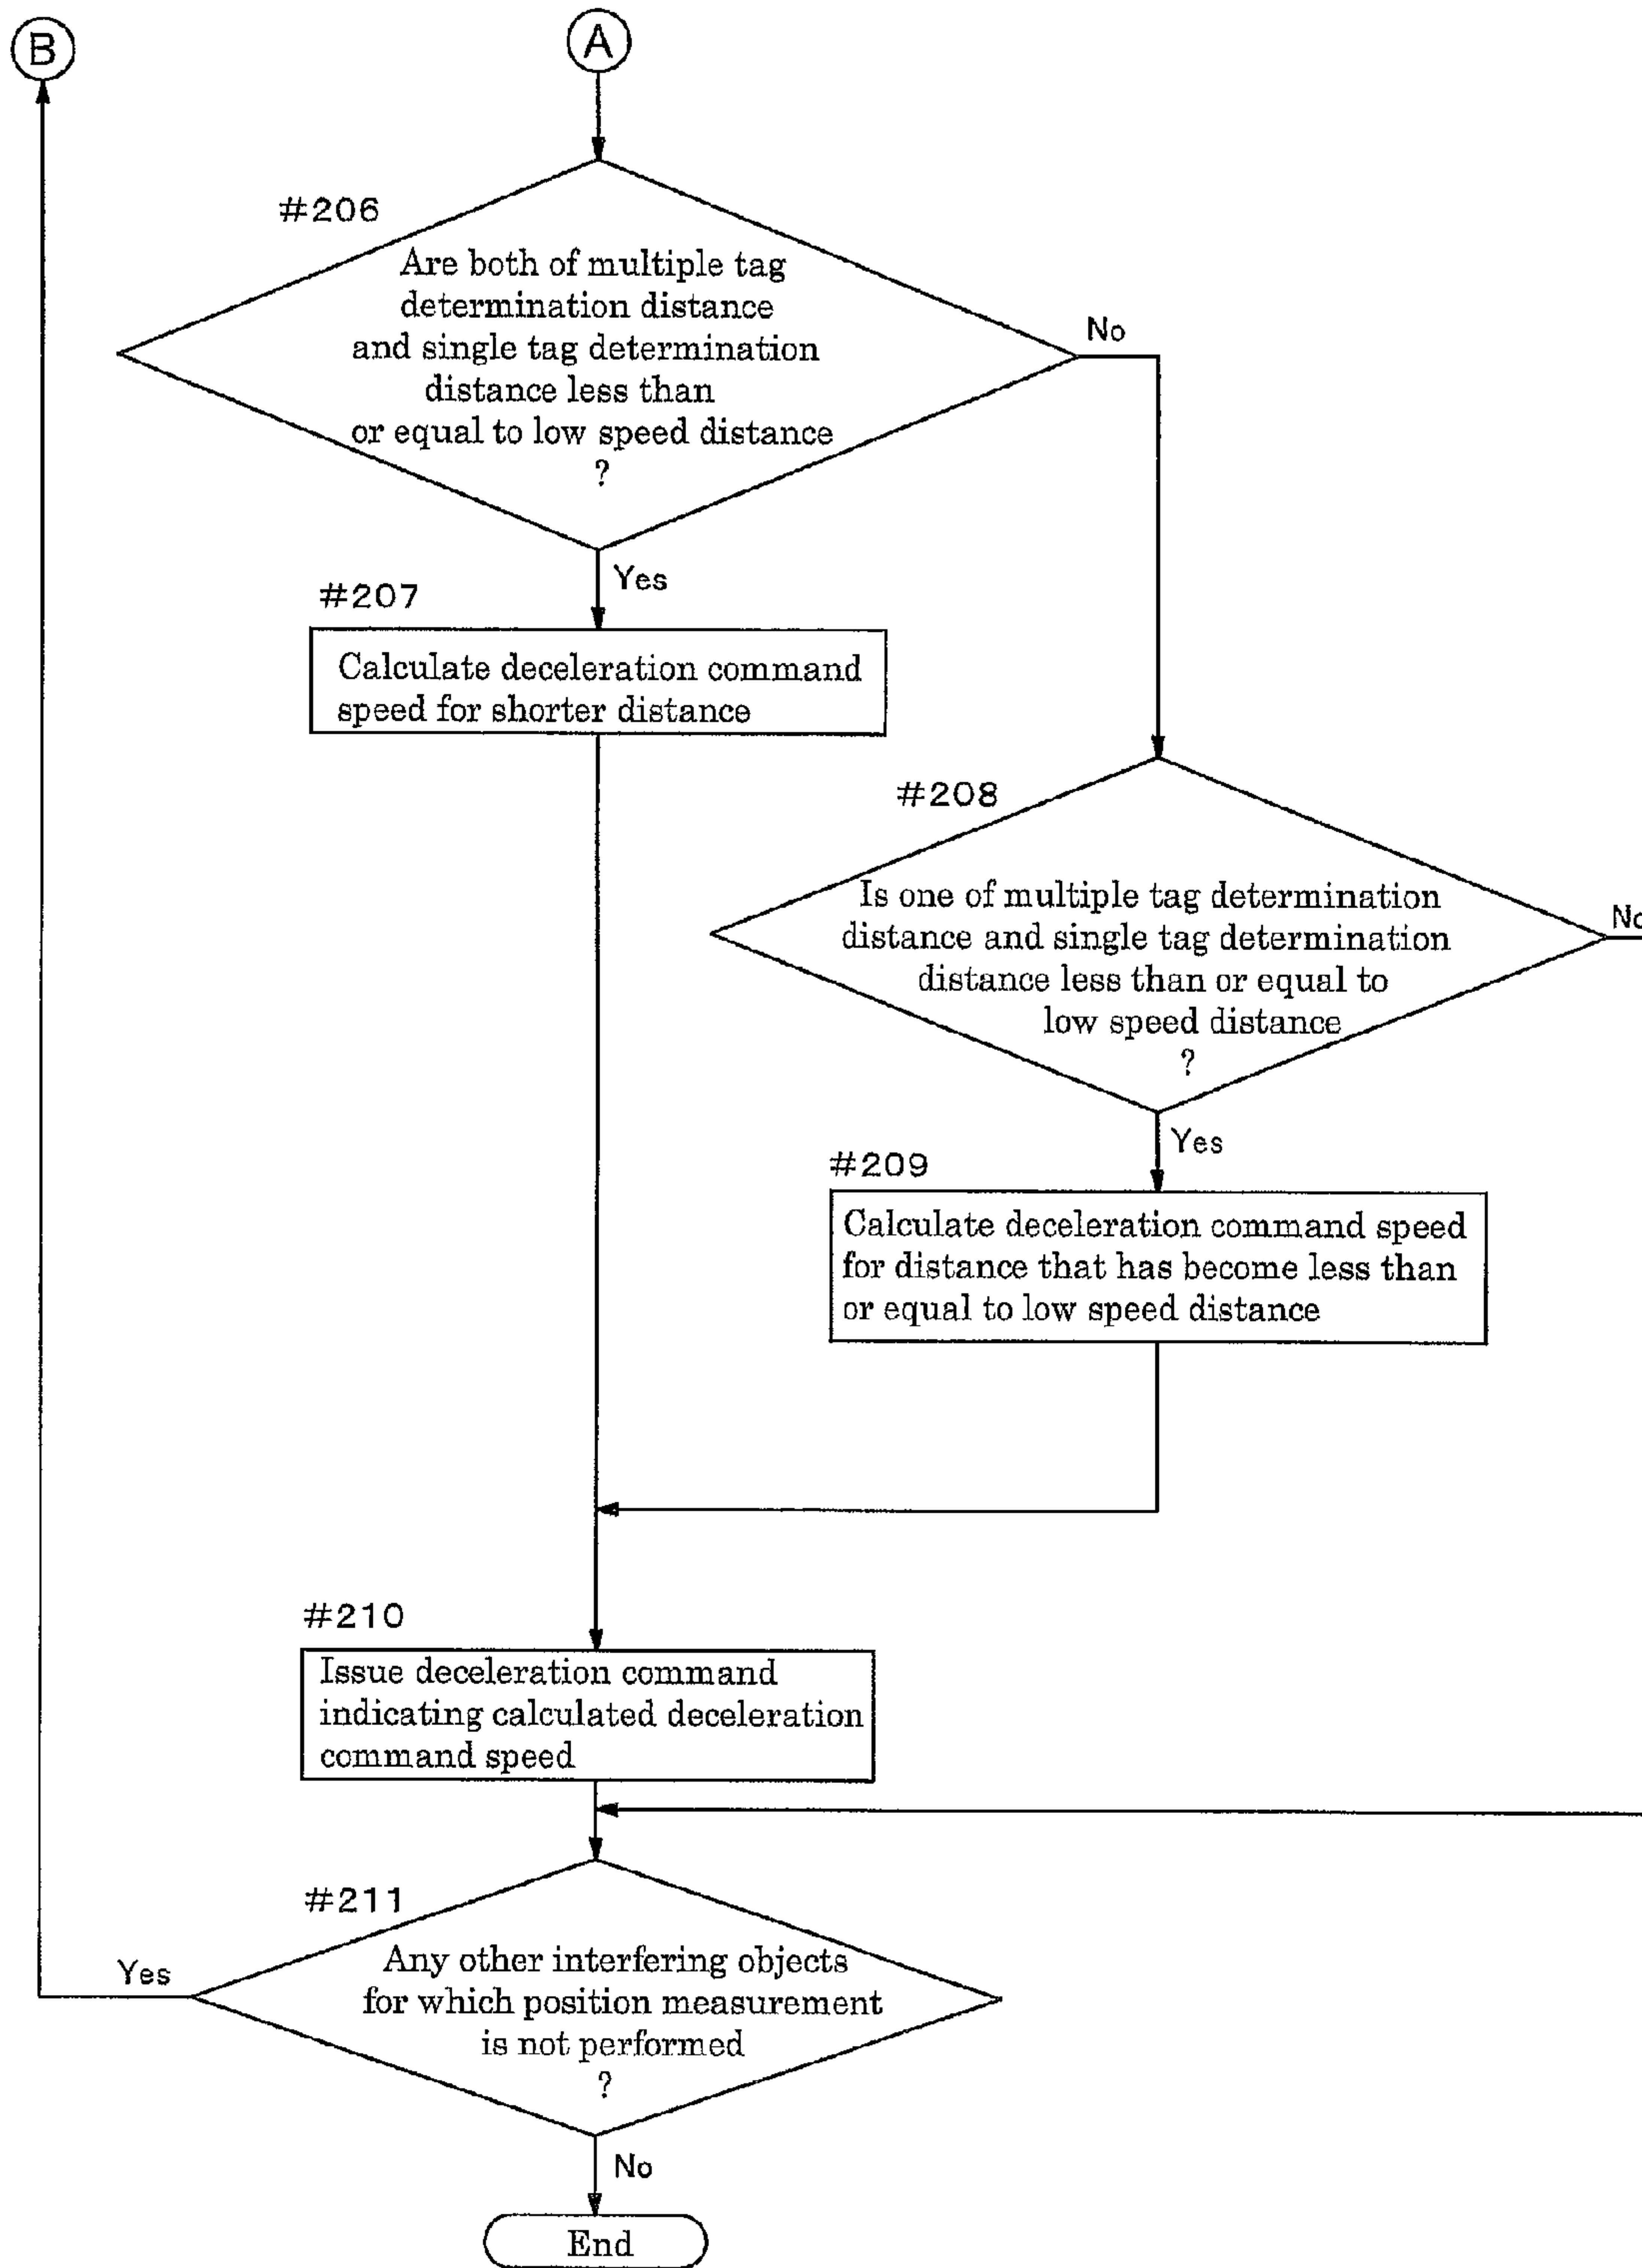 B
A
#206
Are both of multiple tag
determination distance
and single tag determination
distance less than
or equal to low speed distance
?
No
Yes
#207
Calculate deceleration command
speed for shorter distance
#208
Is one of multiple tag determination
distance and single tag determination
distance less than or equal to
low speed distance
?
No
Yes
#209
Calculate deceleration command speed
for distance that has become less than
or equal to low speed distance
#210
Issue deceleration command
indicating calculated deceleration
command speed
#211
Any other interfering objects
for which position measurement
is not performed
?
Yes
No
End